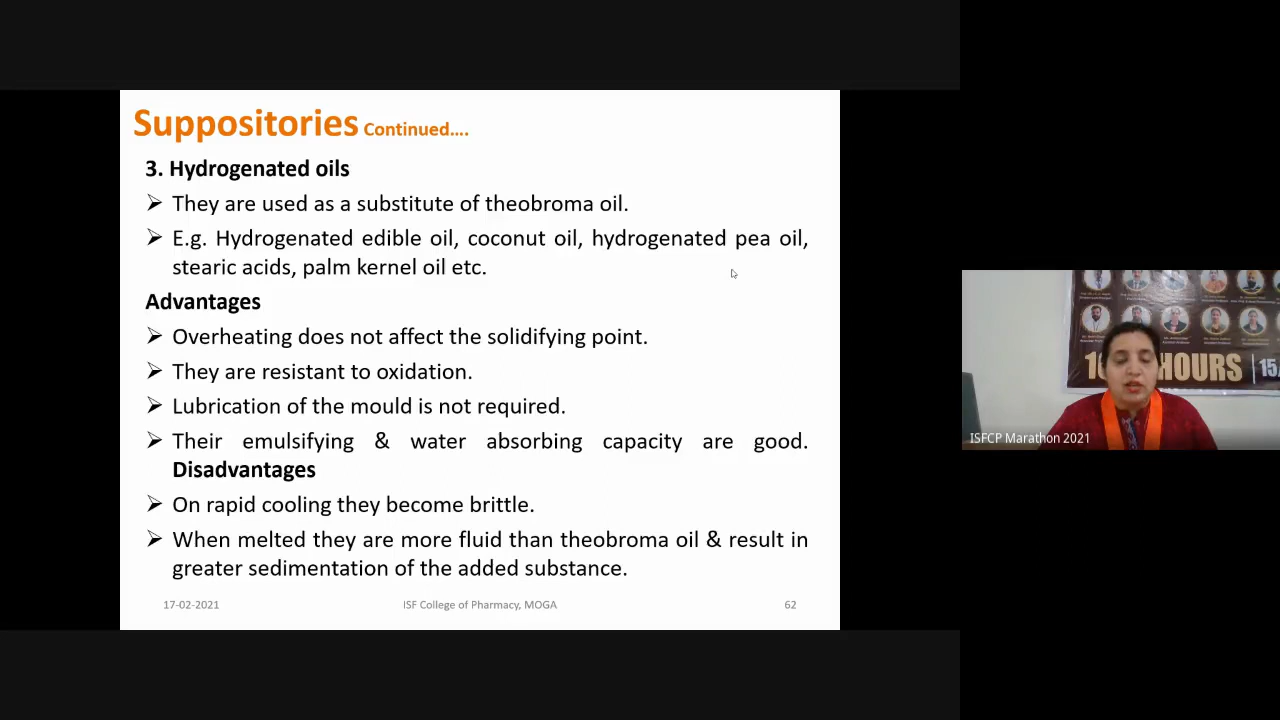 Suppositories Continued....
3. Hydrogenated oils
➢ They are used as a substitute of theobroma oil.
➢ E.g. Hydrogenated edible oil, coconut oil, hydrogenated pea oil,
stearic acids, palm kernel oil etc.
Advantages
➢ Overheating does not affect the solidifying point.
➢ They are resistant to oxidation.
➢ Lubrication of the mould is not required.
➢ Their emulsifying & water absorbing capacity are good.
Disadvantages
➢ On rapid cooling they become brittle.
➢ When melted they are more fluid than theobroma oil & result in
greater sedimentation of the added substance.
17-02-2021 ISF College of Pharmacy, MOGA 62
HOURS 15
ISFCP Marathon 2021